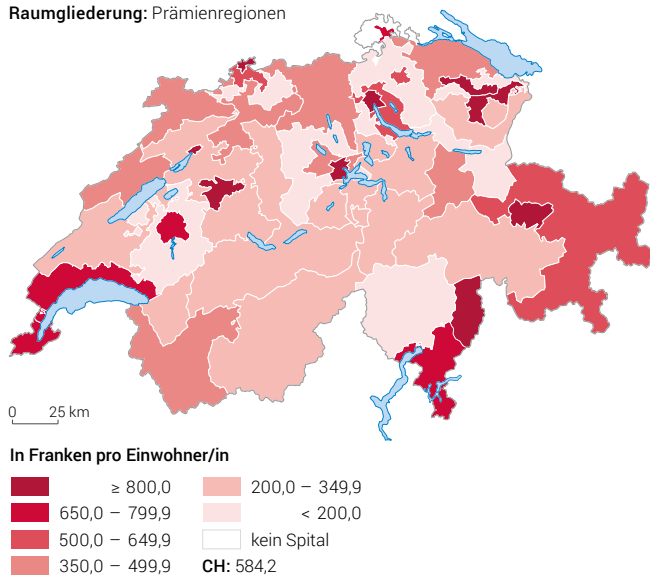 Raumgliederung: Prämienregionen
0 25 km
In Franken pro Einwohner/in
≥ 800,0
650,0 – 799,9
500,0 – 649,9
350,0 – 499,9
200,0 – 349,9
< 200,0
kein Spital
CH: 584,2